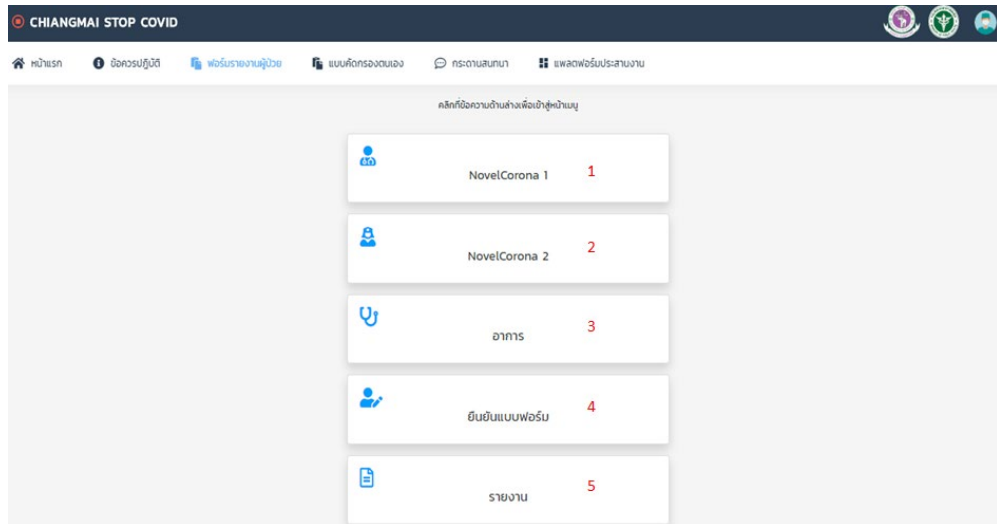 CHIANGMAI STOP COVID
หน้าแรก ข้อควรปฏิบัติ ฟอร์มรายงานผู้ป่วย แบบคัดกรองตนเอง กระดานสนทนา แพลตฟอร์มประสานงาน
คลิกที่ข้อความด้านล่างเพื่อเข้าสู่หน้าเมนู
NovelCorona 1 1
NovelCorona 2 2
อาการ 3
ยืนยันแบบฟอร์ม 4
รายงาน 5